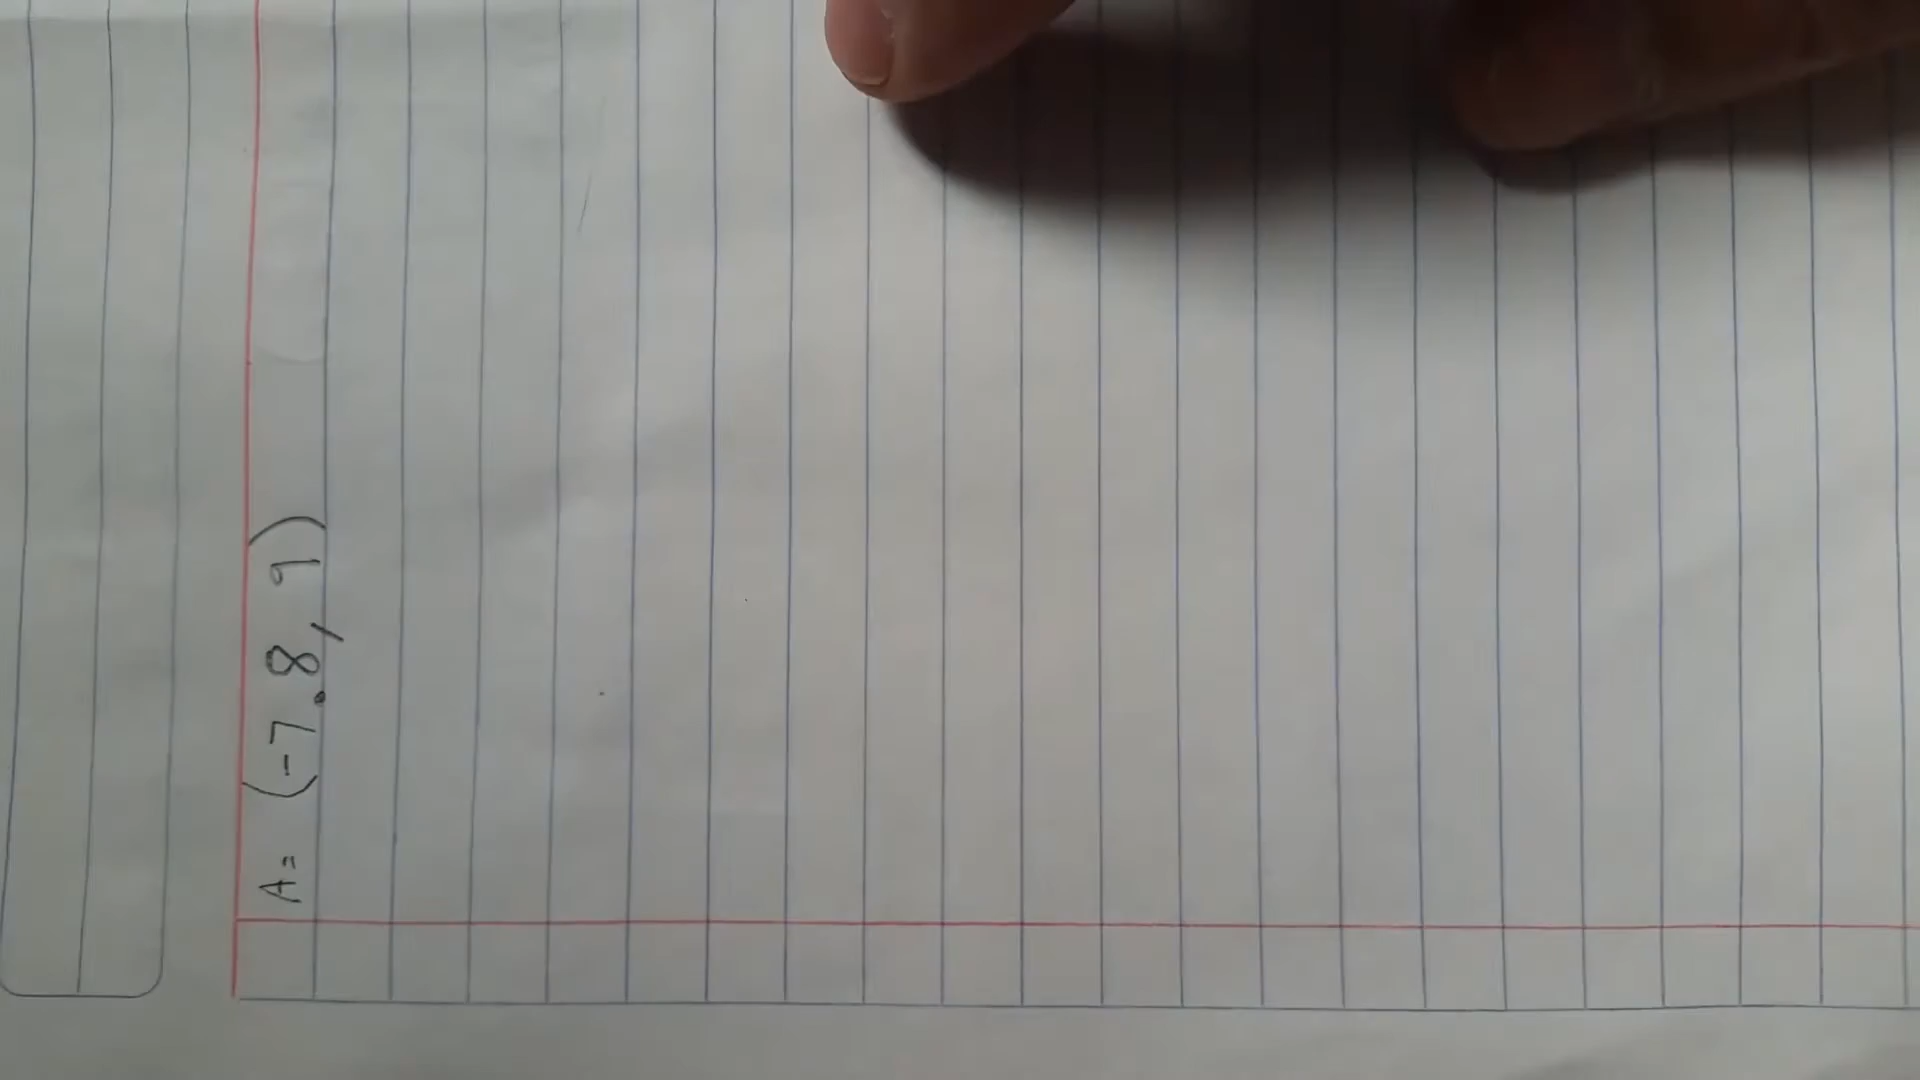 A= (-7.8, 9)